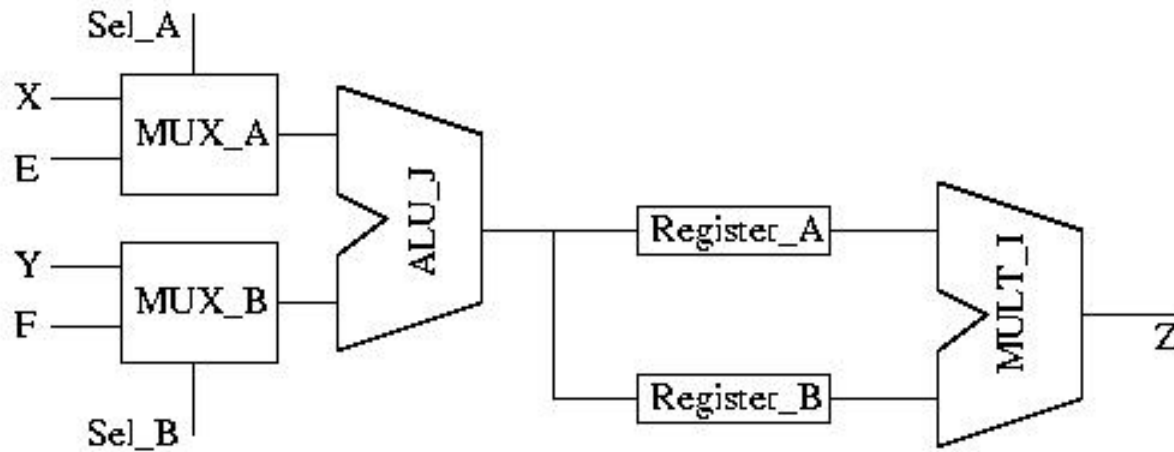 Sel_A
X
MUX_A
E
ALU_J
Register_A
Y
MUX_B
F
MULT_I
Z
Register_B
Sel_B